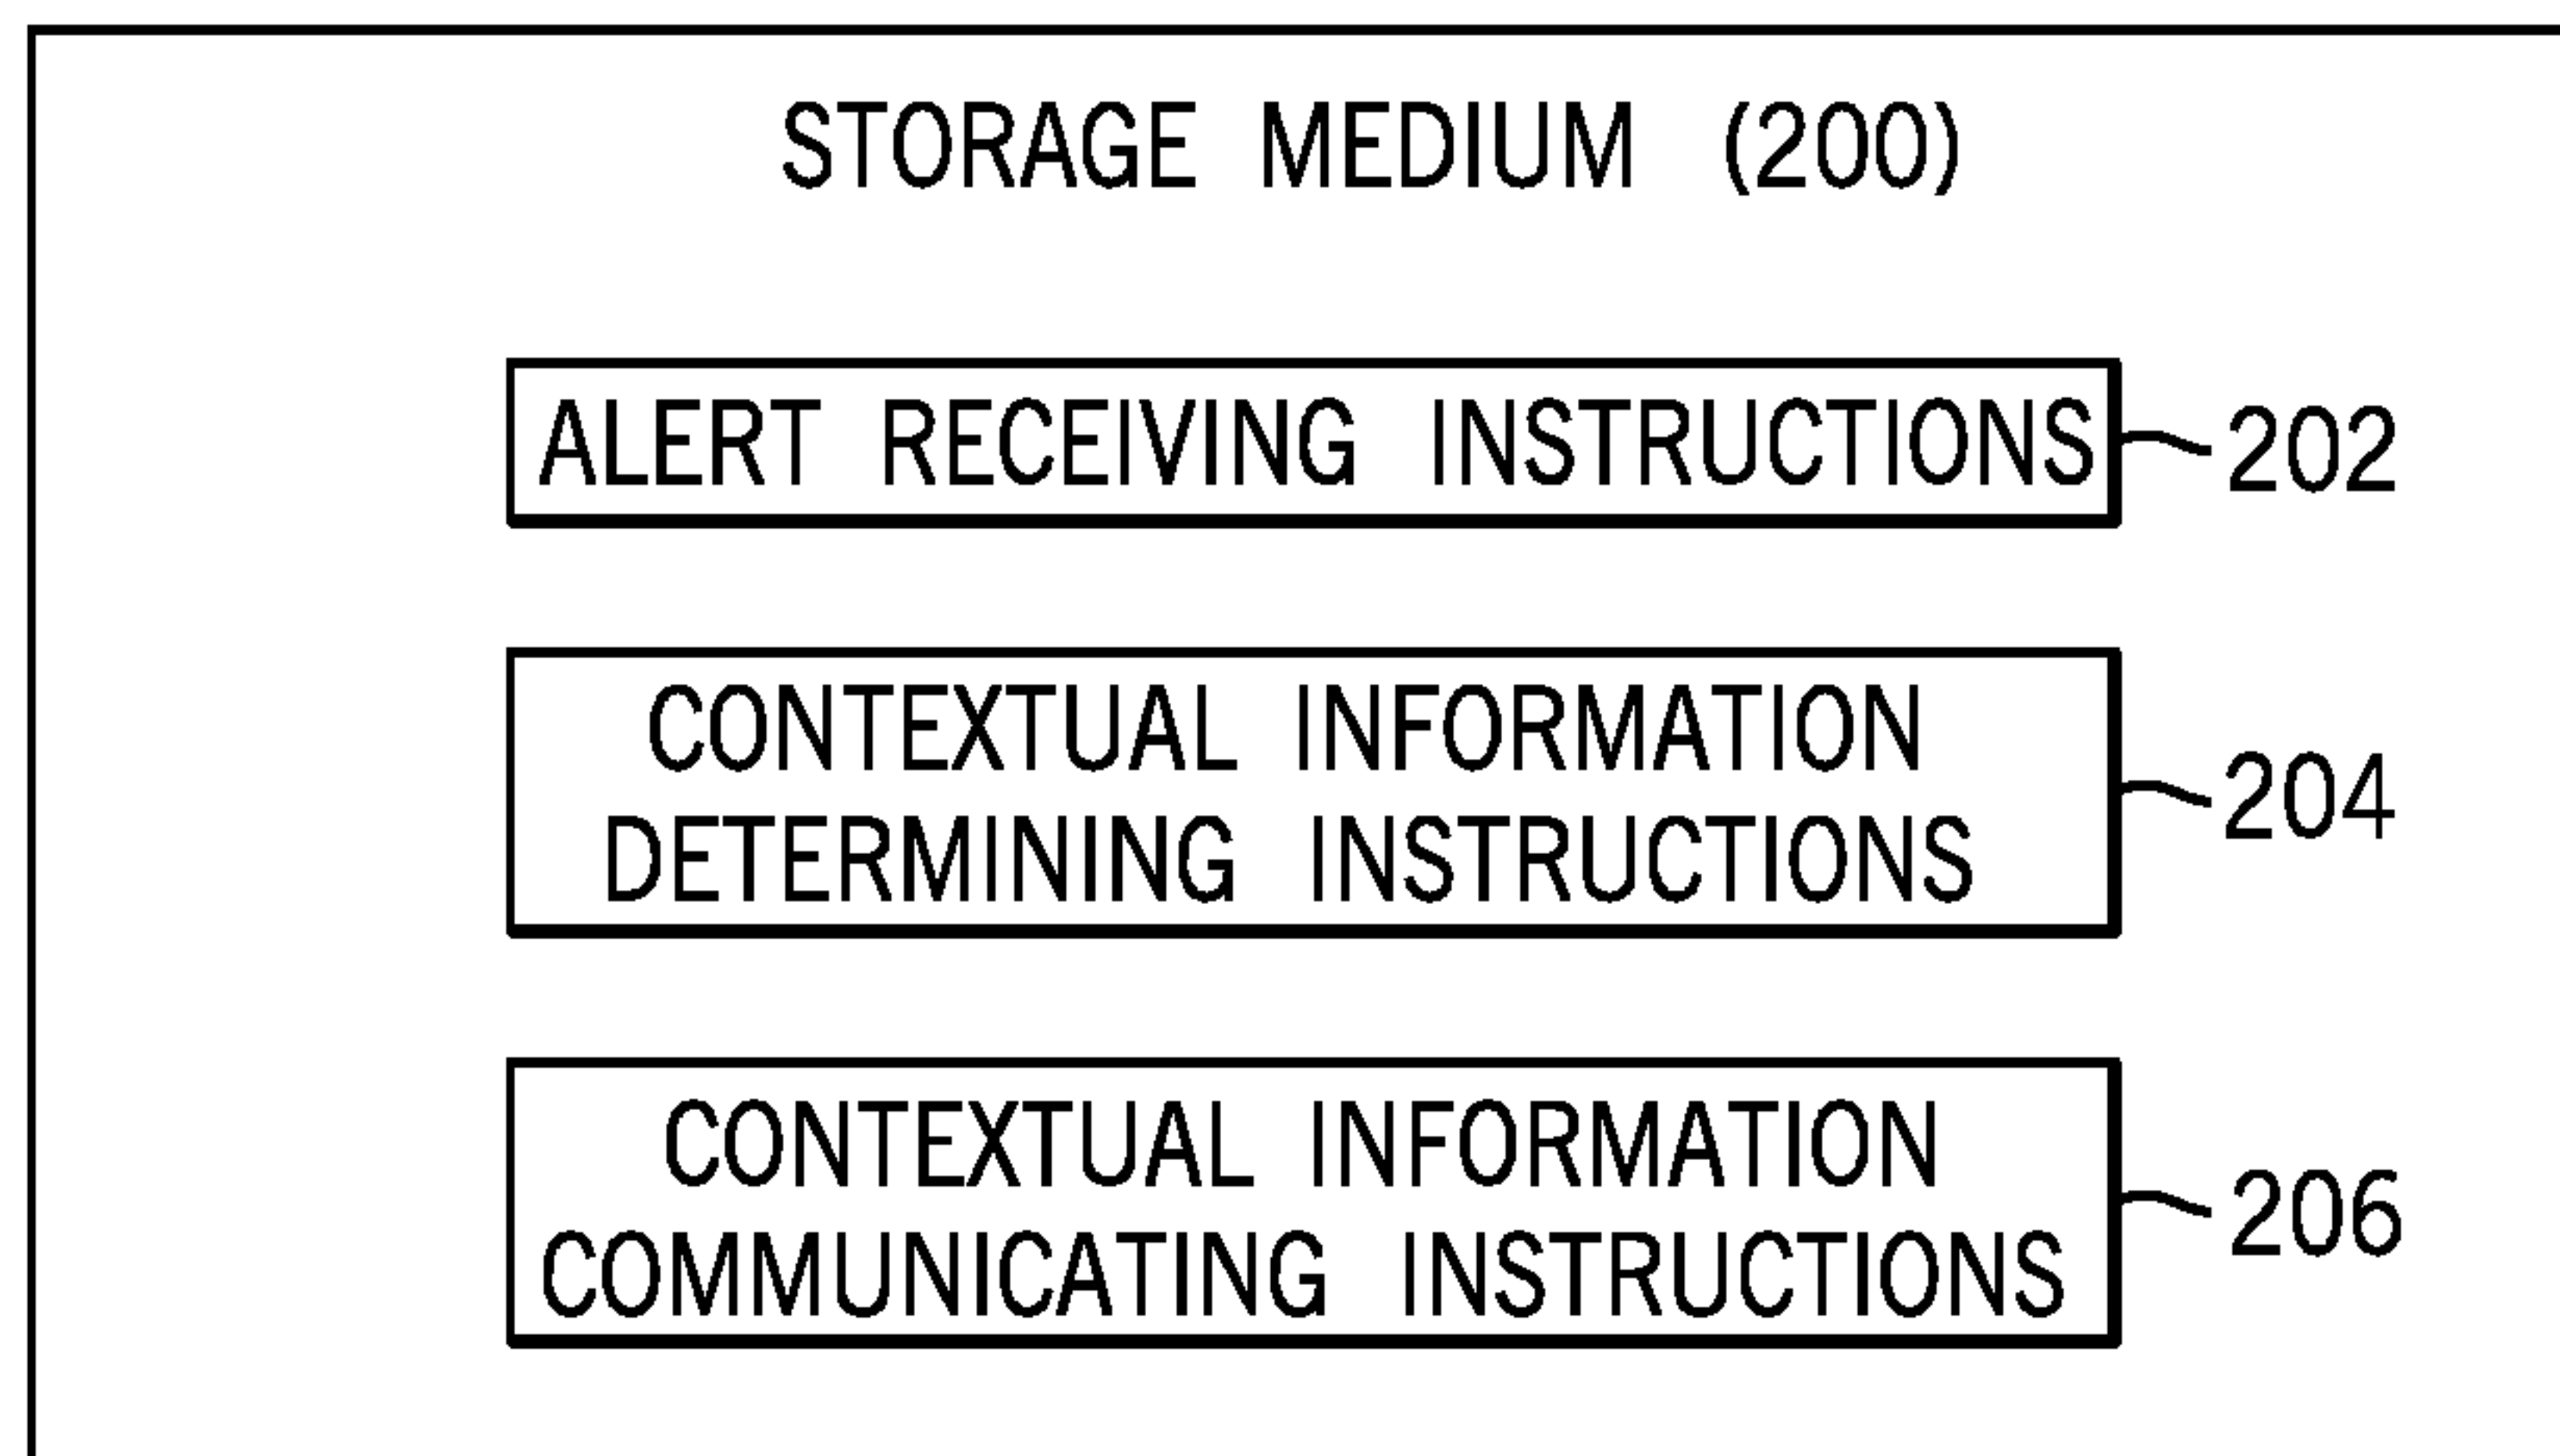 STORAGE MEDIUM (200)
ALERT RECEIVING INSTRUCTIONS
202
CONTEXTUAL INFORMATION
DETERMINING INSTRUCTIONS
204
CONTEXTUAL INFORMATION
COMMUNICATING INSTRUCTIONS
206